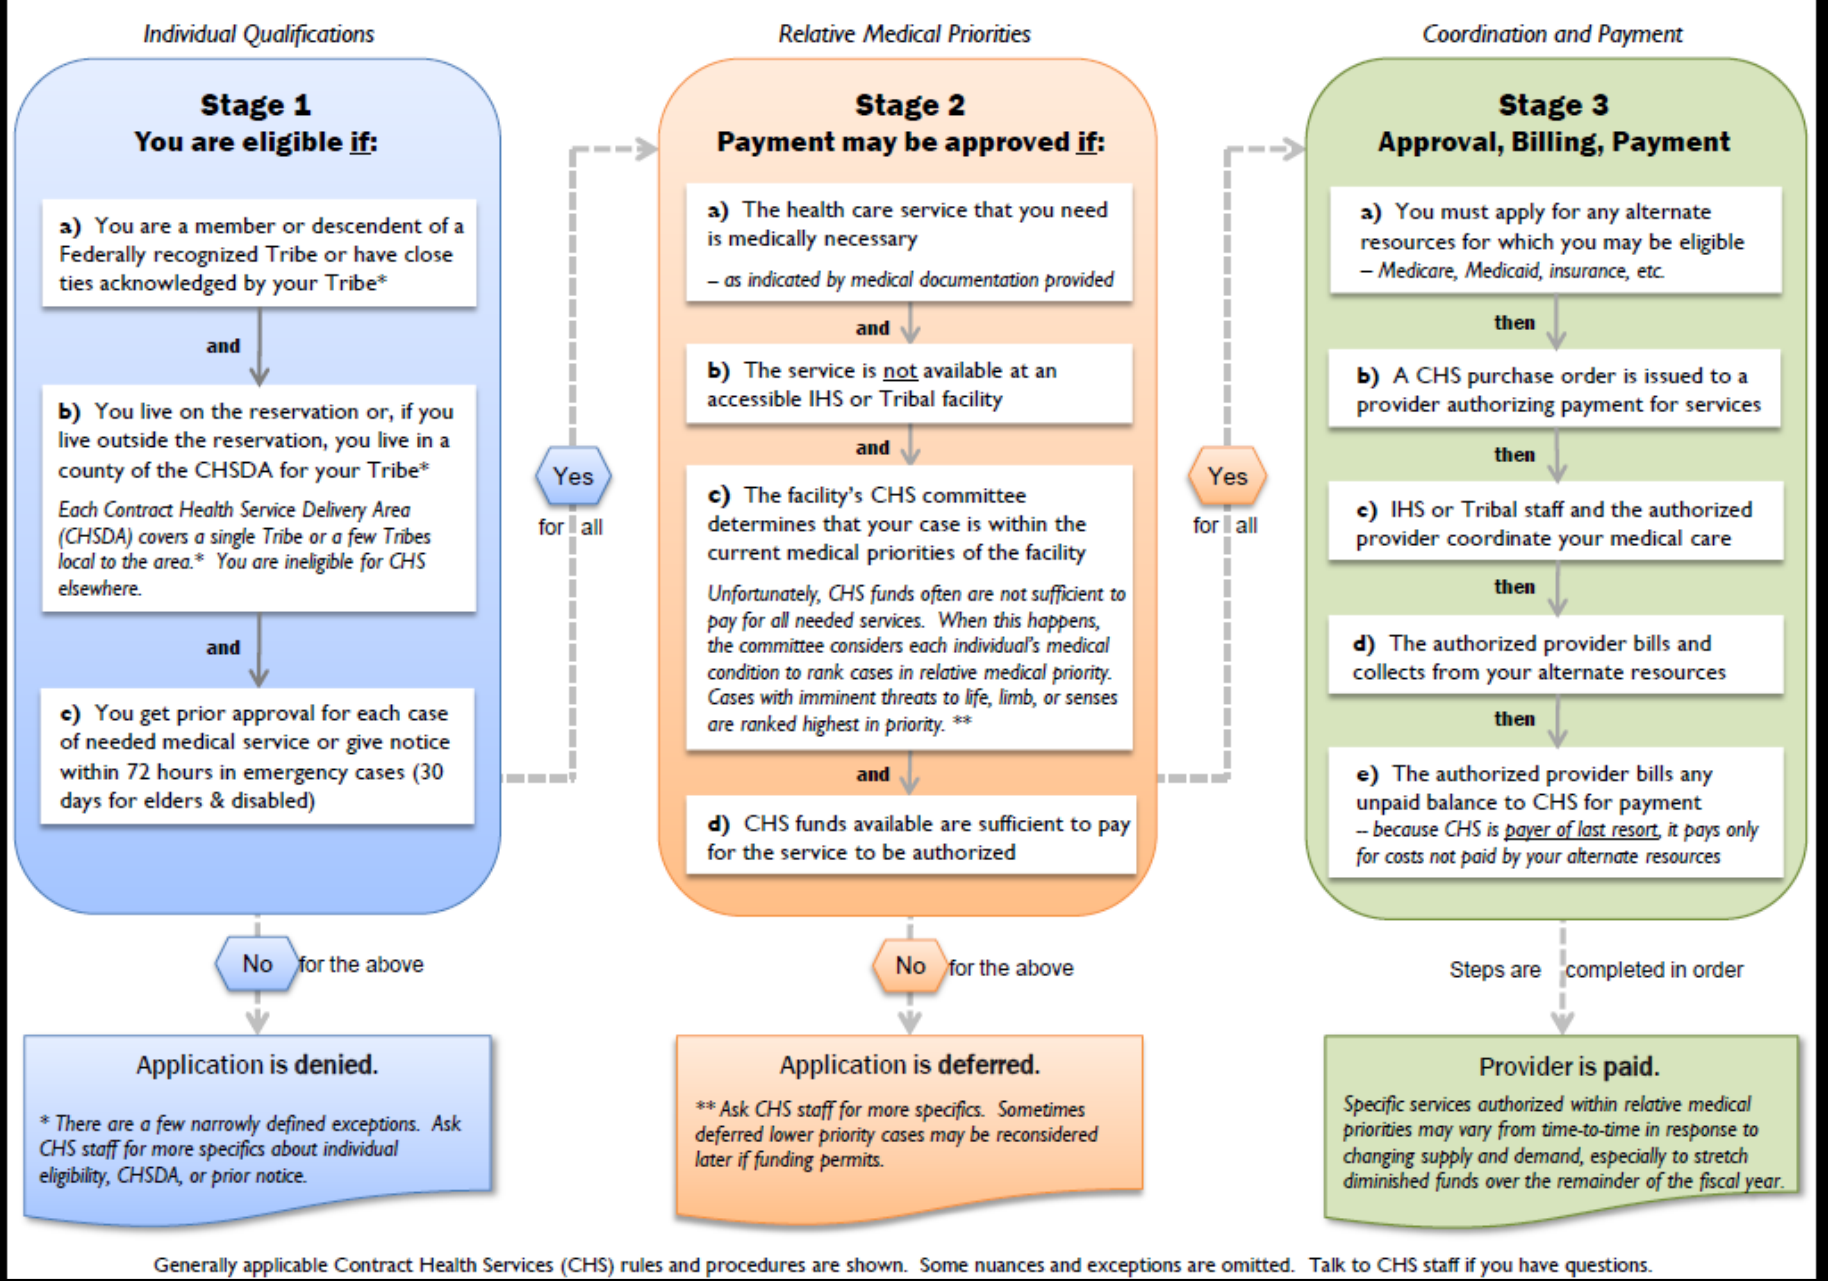 Individual Qualifications
Stage 1
You are eligible if:
a) You are a member or descendent of a
Federally recognized Tribe or have close
ties acknowledged by your Tribe*
and
b) You live on the reservation or, if you
live outside the reservation, you live in a
county of the CHSDA for your Tribe*
Each Contract Health Service Delivery Area
(CHSDA) covers a single Tribe or a few Tribes
local to the area.* You are ineligible for CHS
elsewhere.
and
c) You get prior approval for each case
of needed medical service or give notice
within 72 hours in emergency cases (30
days for elders & disabled)
Yes
for all
No for the above
Application is denied.
* There are a few narrowly defined exceptions. Ask
CHS staff for more specifics about individual
eligibility, CHSDA, or prior notice.
Relative Medical Priorities
Stage 2
Payment may be approved if:
a) The health care service that you need
is medically necessary
– as indicated by medical documentation provided
and
b) The service is not available at an
accessible IHS or Tribal facility
and
c) The facility's CHS committee
determines that your case is within the
current medical priorities of the facility
Unfortunately, CHS funds often are not sufficient to
pay for all needed services. When this happens,
the committee considers each individual's medical
condition to rank cases in relative medical priority.
Cases with imminent threats to life, limb, or senses
are ranked highest in priority. **
and
d) CHS funds available are sufficient to pay
for the service to be authorized
Yes
for all
No for the above
Application is deferred.
** Ask CHS staff for more specifics. Sometimes
deferred lower priority cases may be reconsidered
later if funding permits.
Coordination and Payment
Stage 3
Approval, Billing, Payment
a) You must apply for any alternate
resources for which you may be eligible
– Medicare, Medicaid, insurance, etc.
then
b) A CHS purchase order is issued to a
provider authorizing payment for services
then
c) IHS or Tribal staff and the authorized
provider coordinate your medical care
then
d) The authorized provider bills and
collects from your alternate resources
then
e) The authorized provider bills any
unpaid balance to CHS for payment
-- because CHS is payer of last resort, it pays only
for costs not paid by your alternate resources
Steps are completed in order
Provider is paid.
Specific services authorized within relative medical
priorities may vary from time-to-time in response to
changing supply and demand, especially to stretch
diminished funds over the remainder of the fiscal year.
Generally applicable Contract Health Services (CHS) rules and procedures are shown. Some nuances and exceptions are omitted. Talk to CHS staff if you have questions.